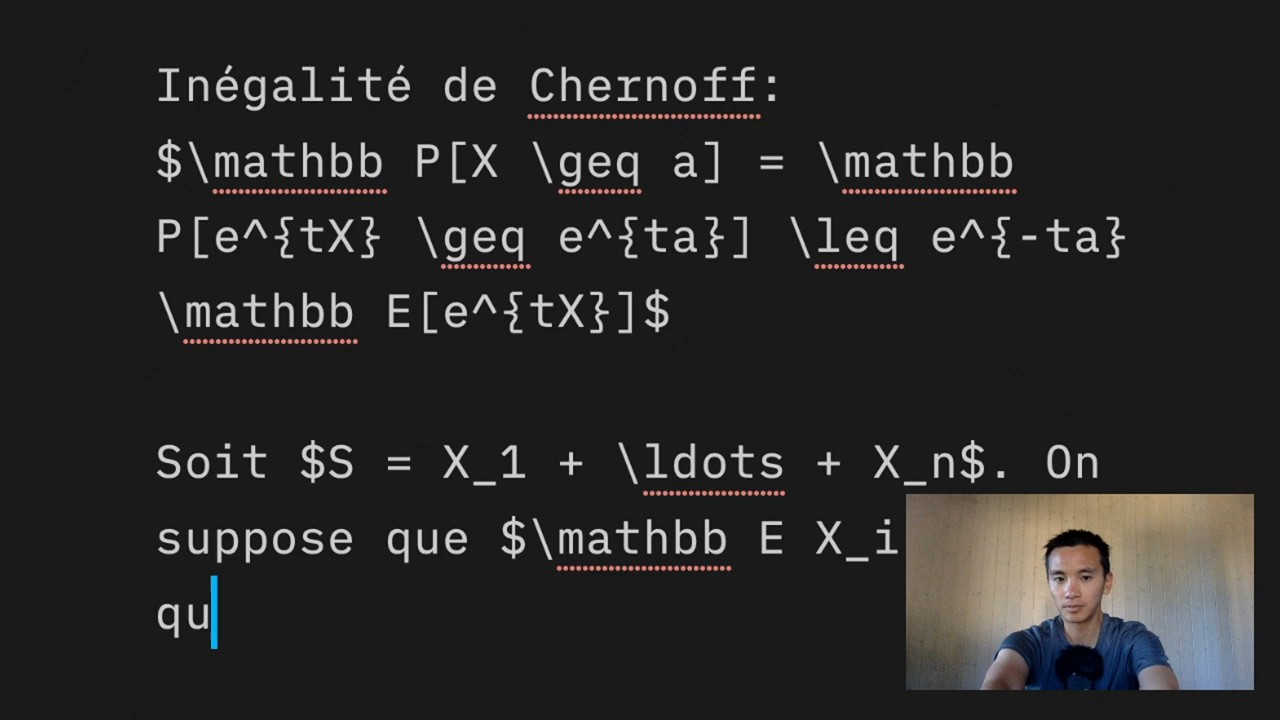 Inégalité de Chernoff:
$\mathbb P[X \geq a] = \mathbb
P[e^{tX} \geq e^{ta}] \leq e^{-ta}
\mathbb E[e^{tX}]$
Soit $S = X_1 + \ldots + X_n$. On
suppose que $\mathbb E X_i
qu